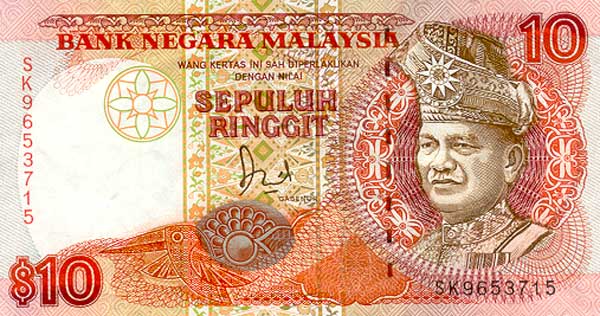 BANK NEGARA MALAYSIA
10
WANG KERTAS INI SAH DIPERLAKUKAN
DENGAN NILAI
SEPULUH
RINGGIT
GABENOR
SK9653715
$10
SK9653715